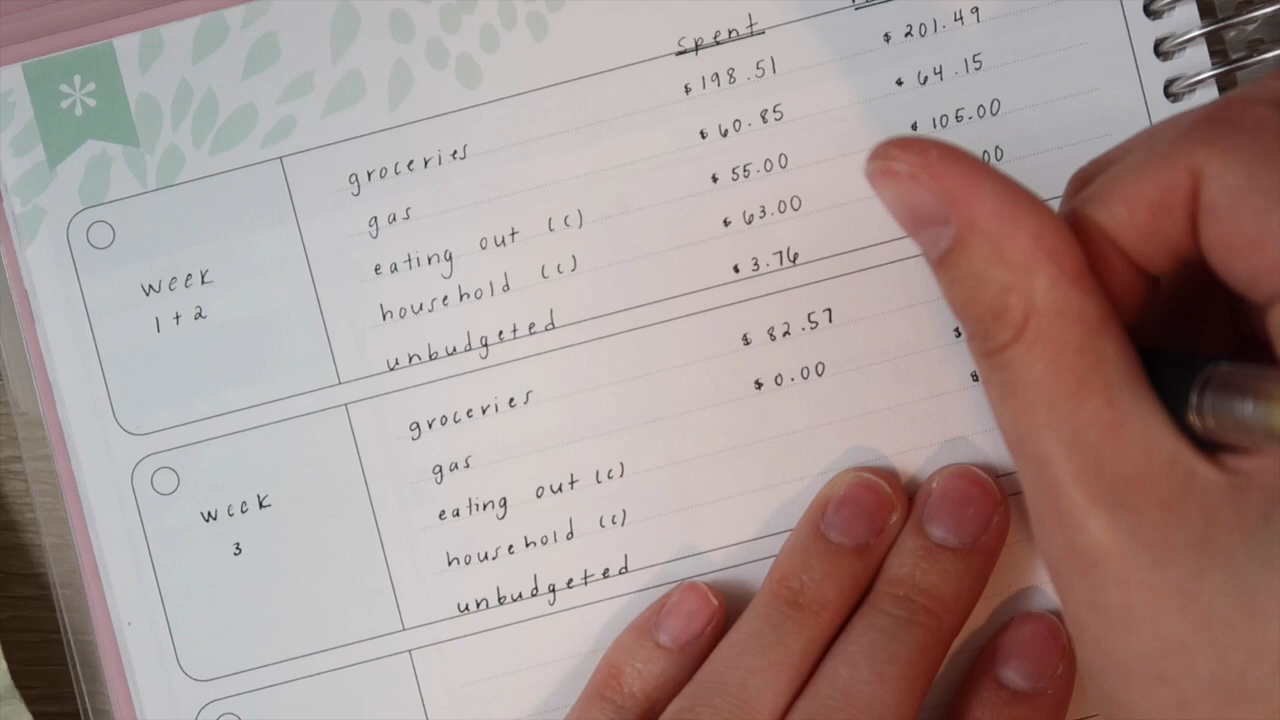 spent
groceries $198.51 $201.49
gas $60.85 $64.15
eating out (c) $55.00 $105.00
household (c) $63.00 00
unbudgeted $3.76
week
1 + 2
groceries $82.57 $
gas $0.00 $
eating out (c)
household (c)
unbudgeted
week
3